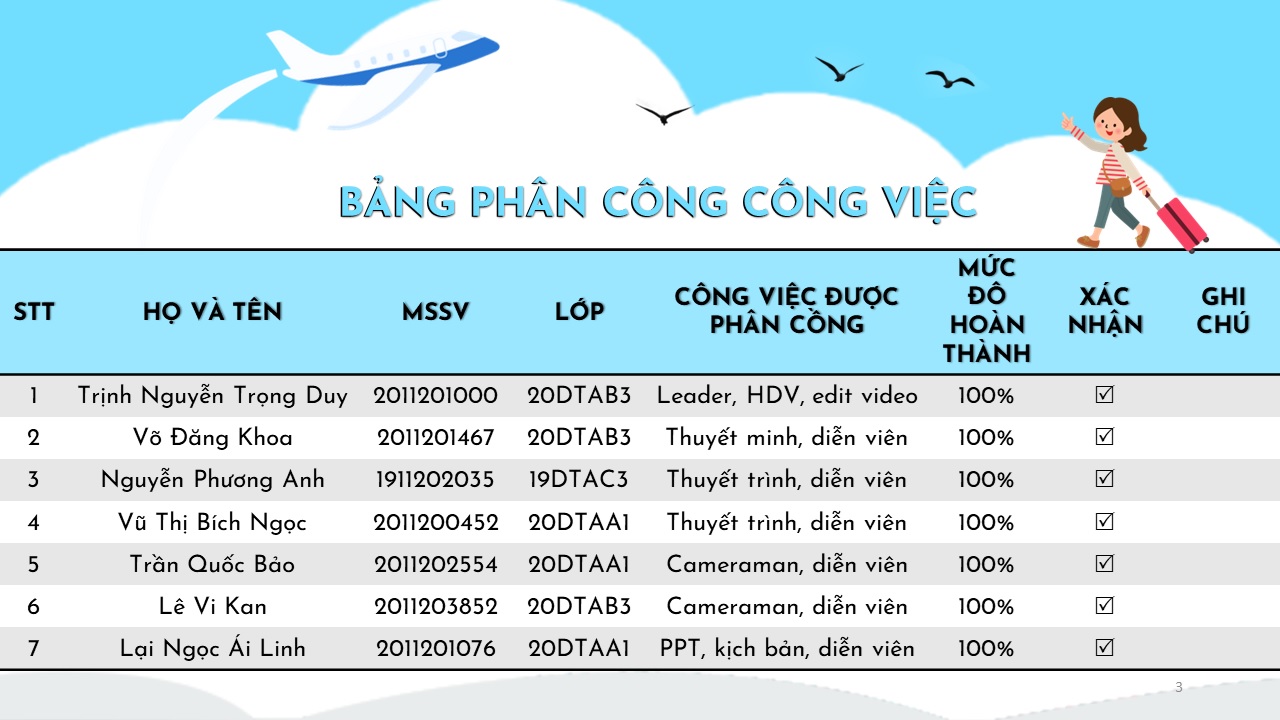 BẢNG PHÂN CÔNG CÔNG VIỆC
STT HỌ VÀ TÊN MSSV LỚP CÔNG VIỆC ĐƯỢC PHÂN CÔNG MỨC ĐỘ HOÀN THÀNH XÁC NHẬN GHI CHÚ
1 Trịnh Nguyễn Trọng Duy 2011201000 20DTAB3 Leader, HDV, edit video 100% ☑
2 Võ Đăng Khoa 2011201467 20DTAB3 Thuyết minh, diễn viên 100% ☑
3 Nguyễn Phương Anh 1911202035 19DTAC3 Thuyết trình, diễn viên 100% ☑
4 Vũ Thị Bích Ngọc 2011200452 20DTAA1 Thuyết trình, diễn viên 100% ☑
5 Trần Quốc Bảo 2011202554 20DTAA1 Cameraman, diễn viên 100% ☑
6 Lê Vi Kan 2011203852 20DTAB3 Cameraman, diễn viên 100% ☑
7 Lại Ngọc Ái Linh 2011201076 20DTAA1 PPT, kịch bản, diễn viên 100% ☑
3